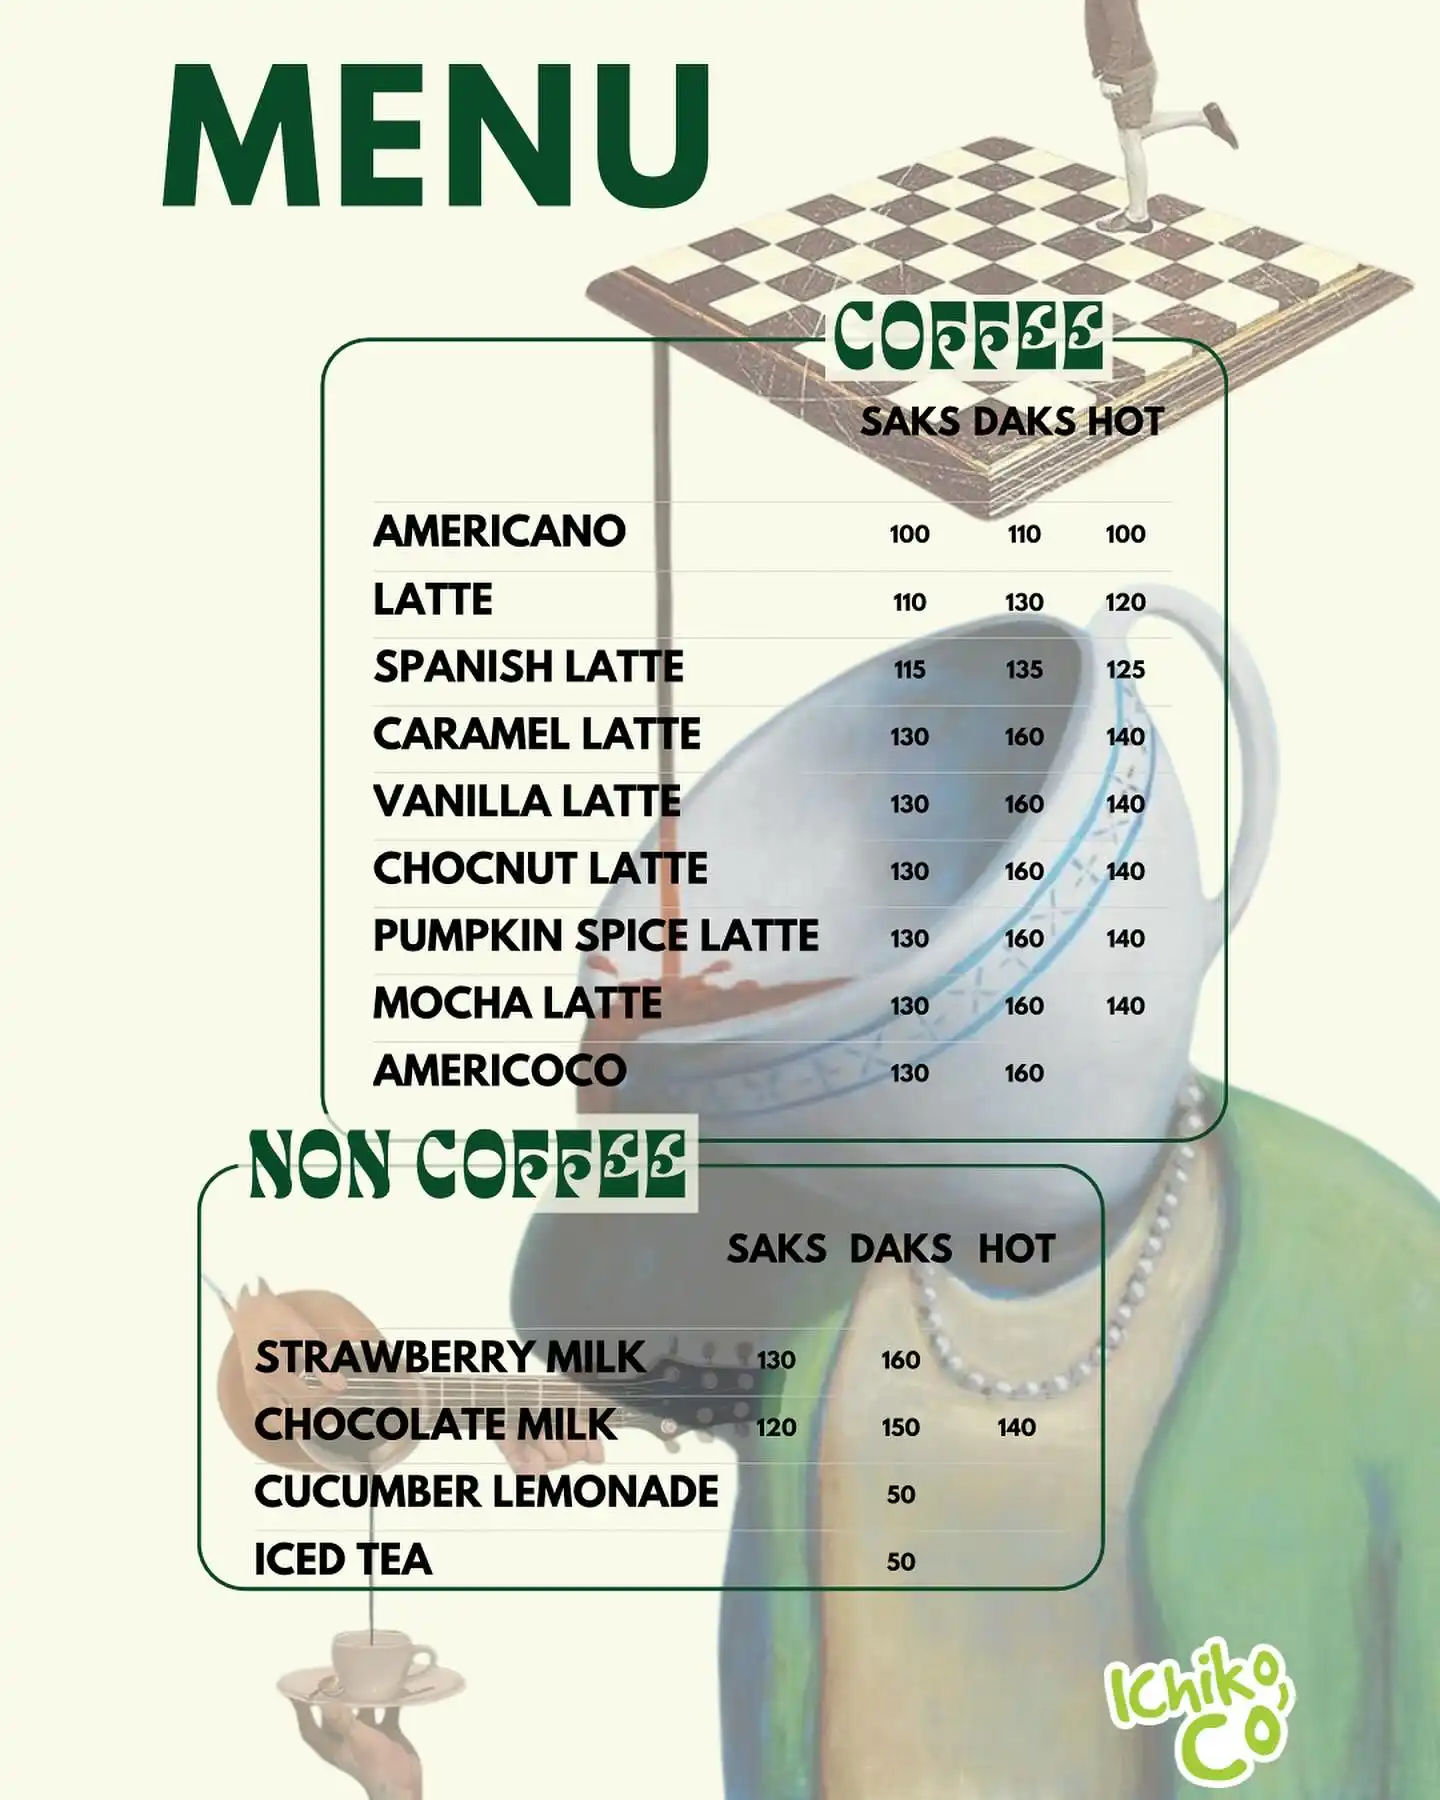 MENU
COFFEE
SAKS DAKS HOT
AMERICANO 100 110 100
LATTE 110 130 120
SPANISH LATTE 115 135 125
CARAMEL LATTE 130 160 140
VANILLA LATTE 130 160 140
CHOCNUT LATTE 130 160 140
PUMPKIN SPICE LATTE 130 160 140
MOCHA LATTE 130 160 140
AMERICOCO 130 160
NON COFFEE
SAKS DAKS HOT
STRAWBERRY MILK 130 160
CHOCOLATE MILK 120 150 140
CUCUMBER LEMONADE 50
ICED TEA 50
IChiko,
Co